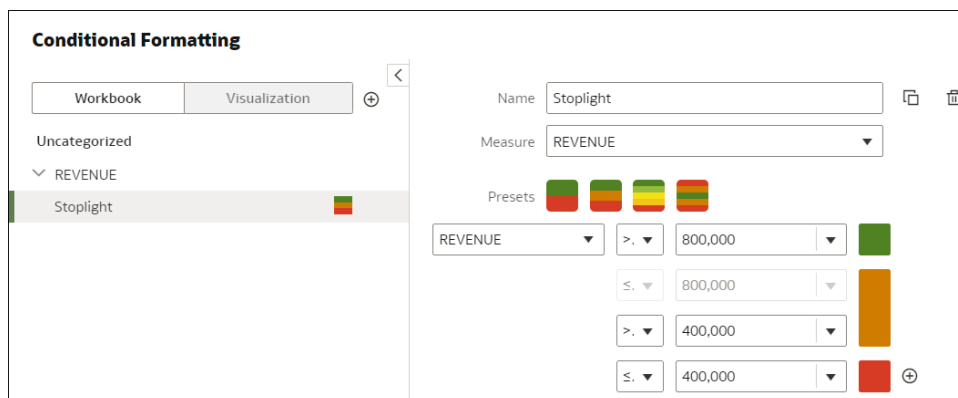 Conditional Formatting
Workbook
Visualization
Uncategorized
REVENUE
Stoplight
Name
Stoplight
Measure
REVENUE
Presets
REVENUE
>.
800,000
≤.
800,000
>.
400,000
≤.
400,000